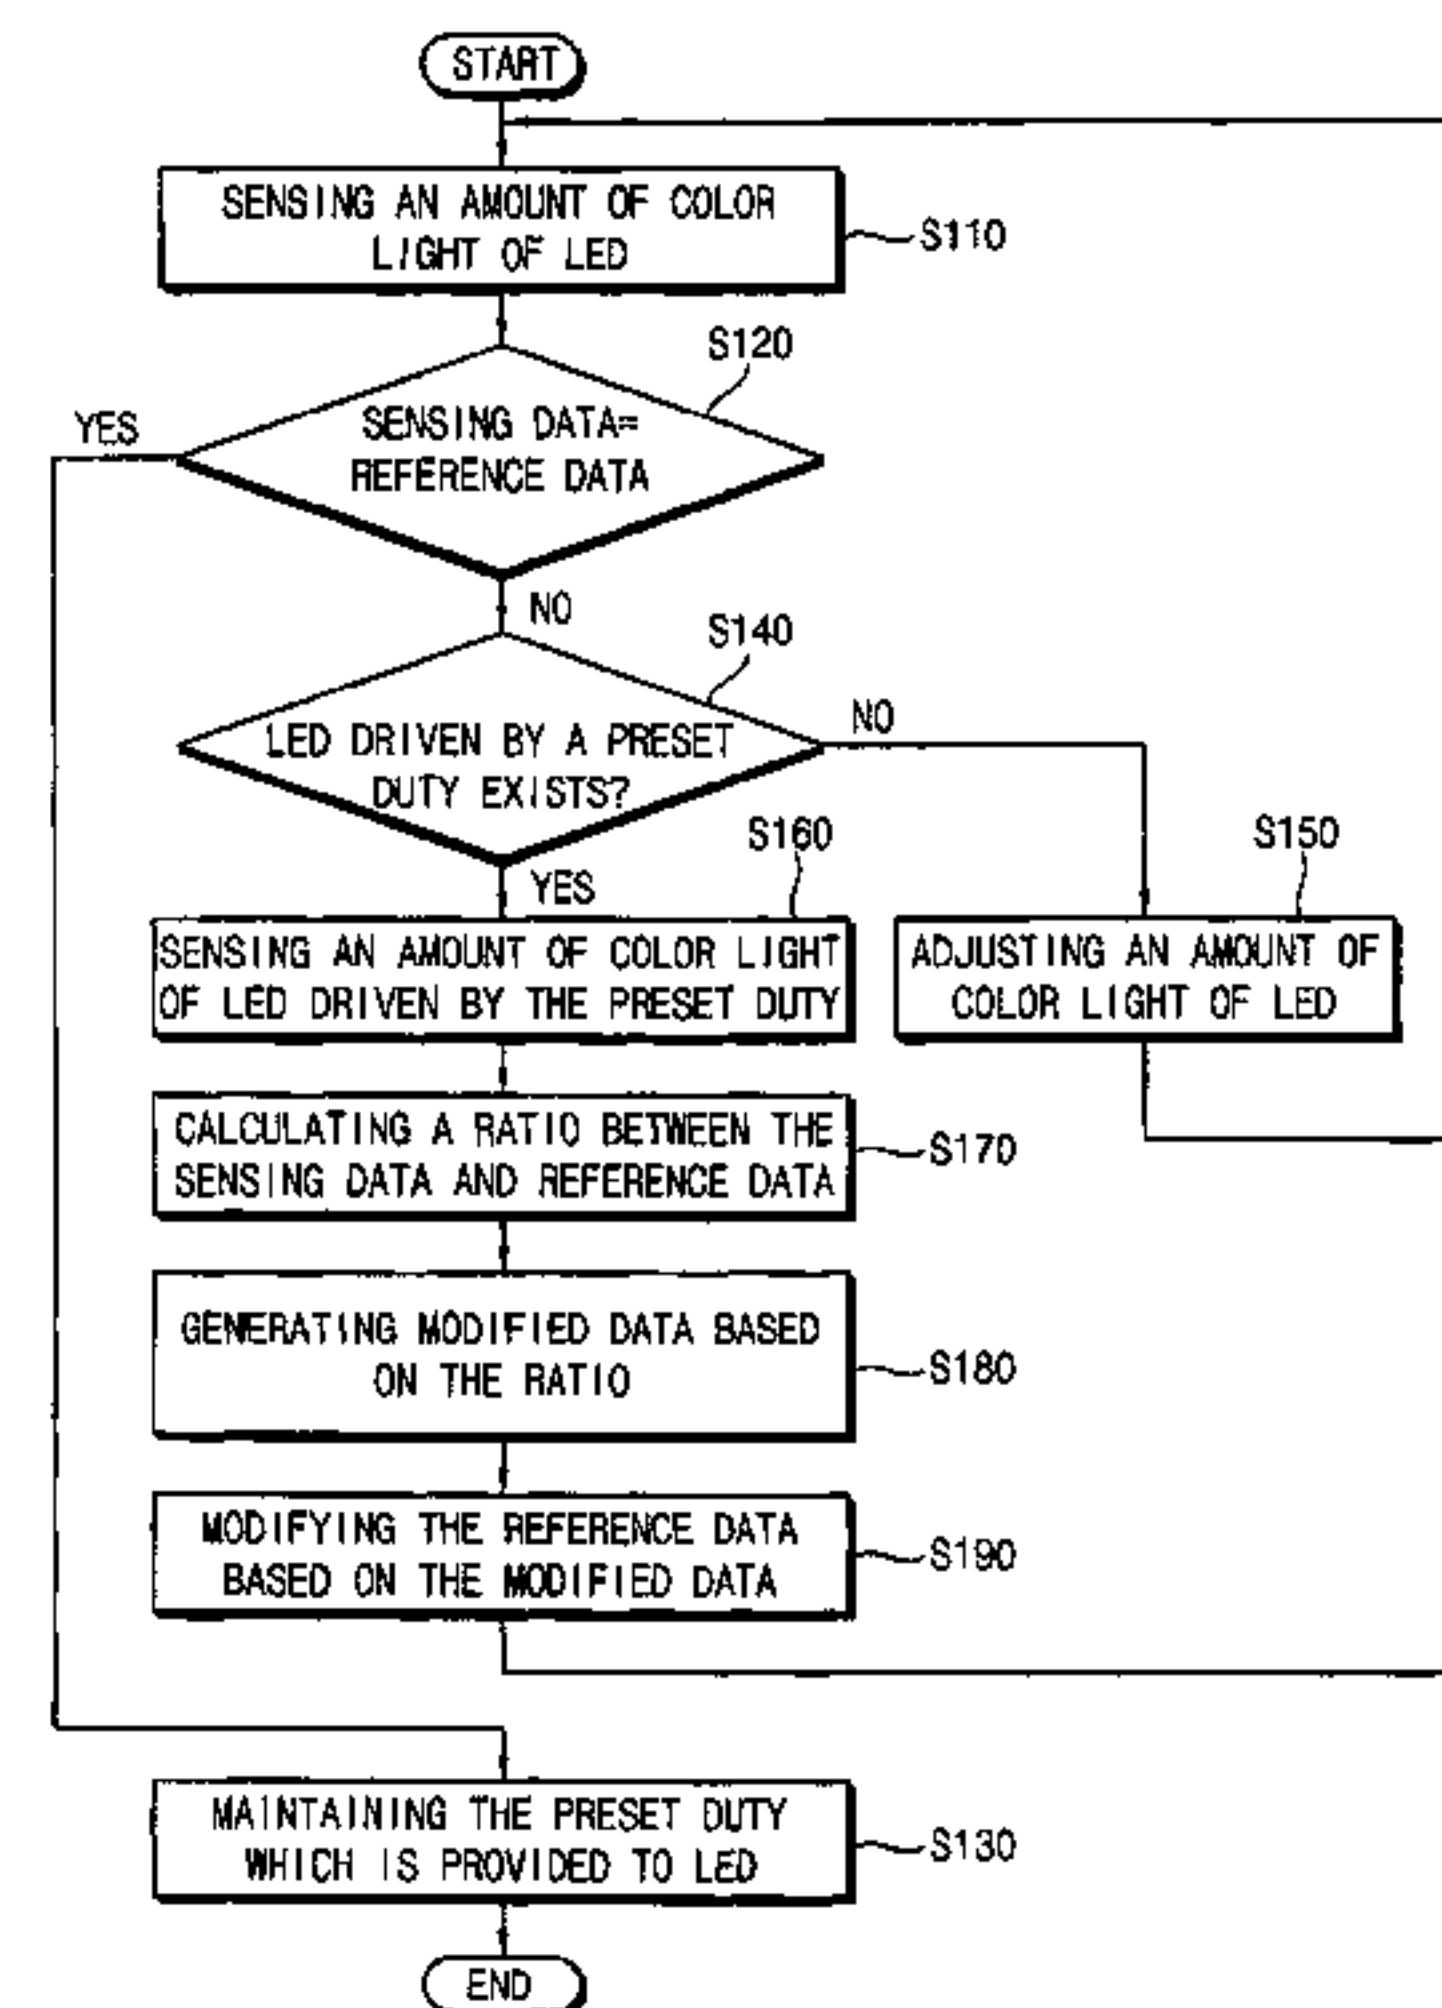 START
SENSING AN AMOUNT OF COLOR
LIGHT OF LED
S110
S120
YES
SENSING DATA=
REFERENCE DATA
NO
S140
LED DRIVEN BY A PRESET
DUTY EXISTS?
NO
S160
YES
S150
SENSING AN AMOUNT OF COLOR LIGHT
OF LED DRIVEN BY THE PRESET DUTY
ADJUSTING AN AMOUNT OF
COLOR LIGHT OF LED
CALCULATING A RATIO BETWEEN THE
SENSING DATA AND REFERENCE DATA
S170
GENERATING MODIFIED DATA BASED
ON THE RATIO
S180
MODIFYING THE REFERENCE DATA
BASED ON THE MODIFIED DATA
S190
MAINTAINING THE PRESET DUTY
WHICH IS PROVIDED TO LED
S130
END